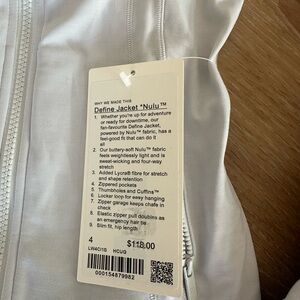 WHY WE MADE THIS
Define Jacket *Nulu™
1. Whether you're up for adventure
or ready for downtime, our
fan-favourite Define Jacket,
powered by Nulu™ fabric, has a
feel-good fit that can do it
all
2. Our buttery-soft Nulu™ fabric
feels weightlessly light and is
sweat-wicking and four-way
stretch
3. Added Lycra® fibre for stretch
and shape retention
4. Zippered pockets
5. Thumbholes and Cuffins™
6. Locker loop for easy hanging
7. Zipper garage keeps chafe in
check
8. Elastic zipper pull doubles as
an emergency hair tie
9. Slim fit, hip length
4
$118.00
HCUG
000154879982